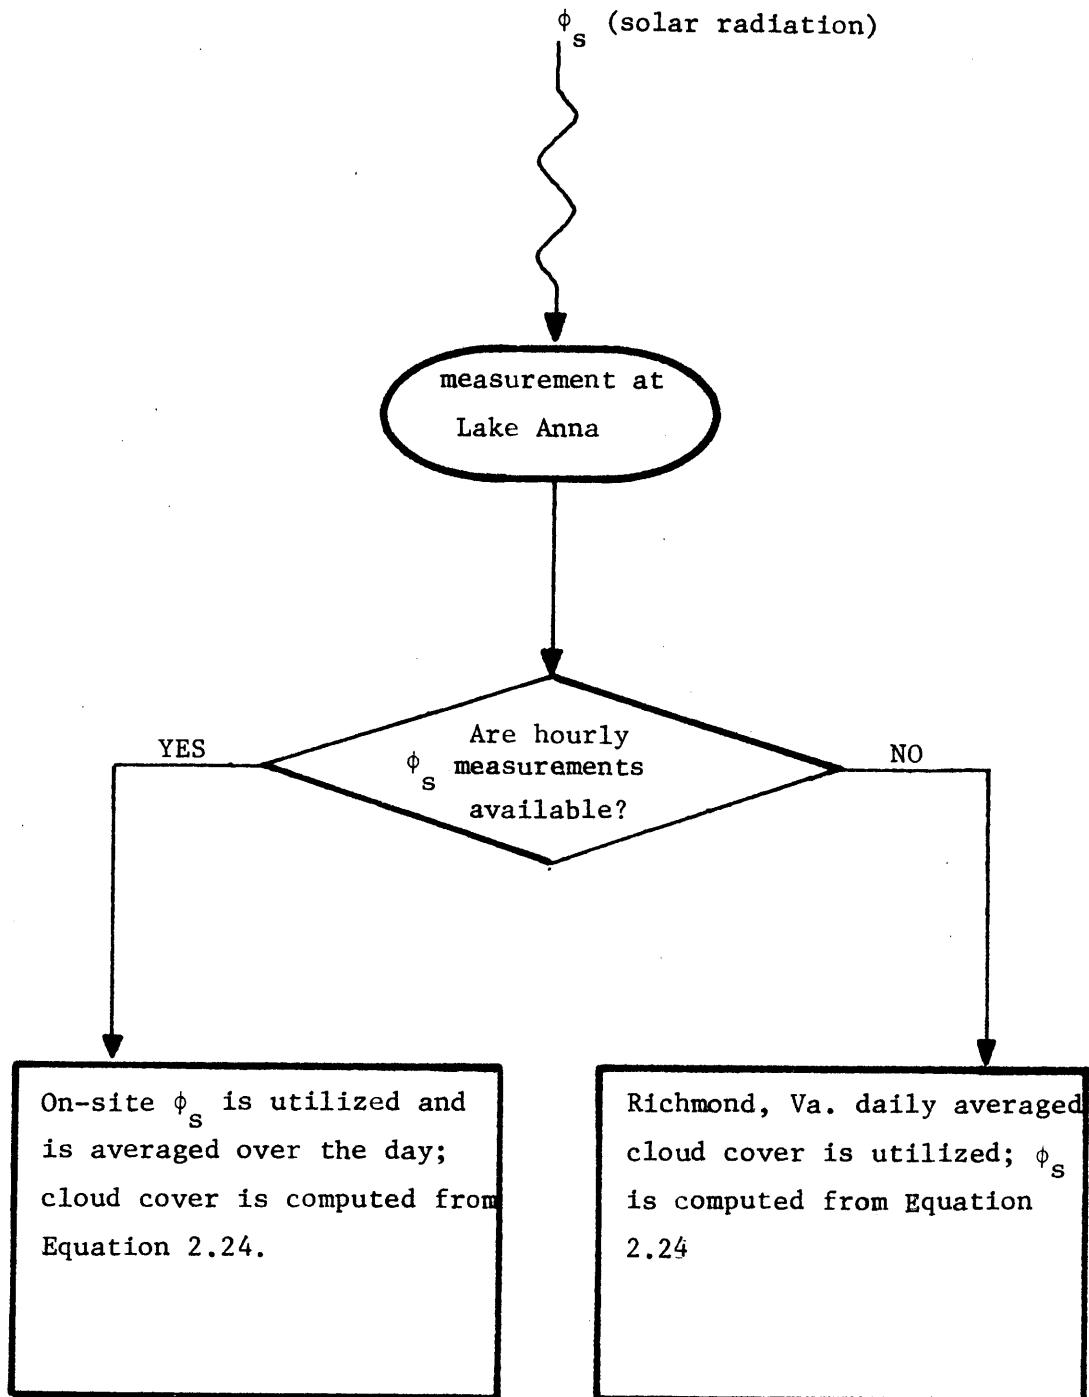 ϕs (solar radiation)
measurement at
Lake Anna
Are hourly
ϕs measurements
available?
YES
NO
On-site ϕs is utilized and
is averaged over the day;
cloud cover is computed from
Equation 2.24.
Richmond, Va. daily averaged
cloud cover is utilized; ϕs
is computed from Equation
2.24